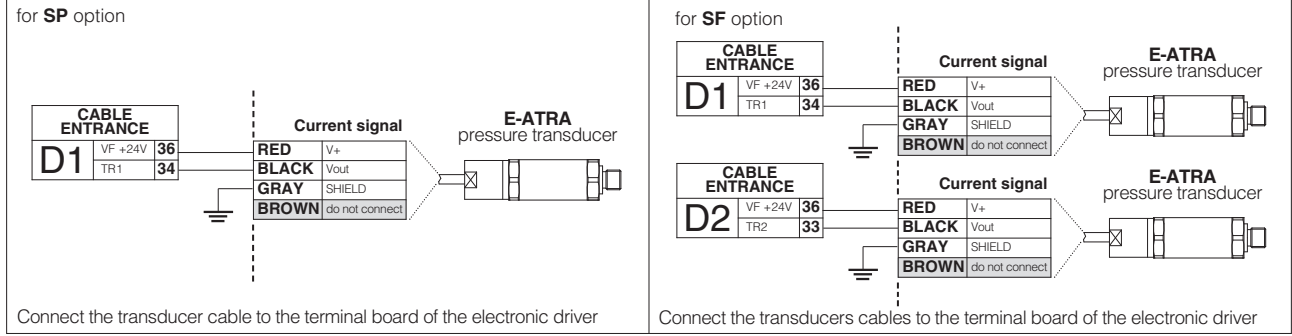 for SP option
CABLE
ENTRANCE
D1
VF +24V 36
TR1 34
Current signal
RED V+
BLACK Vout
GRAY SHIELD
BROWN do not connect
E-ATRA
pressure transducer
Connect the transducer cable to the terminal board of the electronic driver
for SF option
CABLE
ENTRANCE
D1
VF +24V 36
TR1 34
Current signal
RED V+
BLACK Vout
GRAY SHIELD
BROWN do not connect
E-ATRA
pressure transducer
CABLE
ENTRANCE
D2
VF +24V 36
TR2 33
Current signal
RED V+
BLACK Vout
GRAY SHIELD
BROWN do not connect
E-ATRA
pressure transducer
Connect the transducers cables to the terminal board of the electronic driver